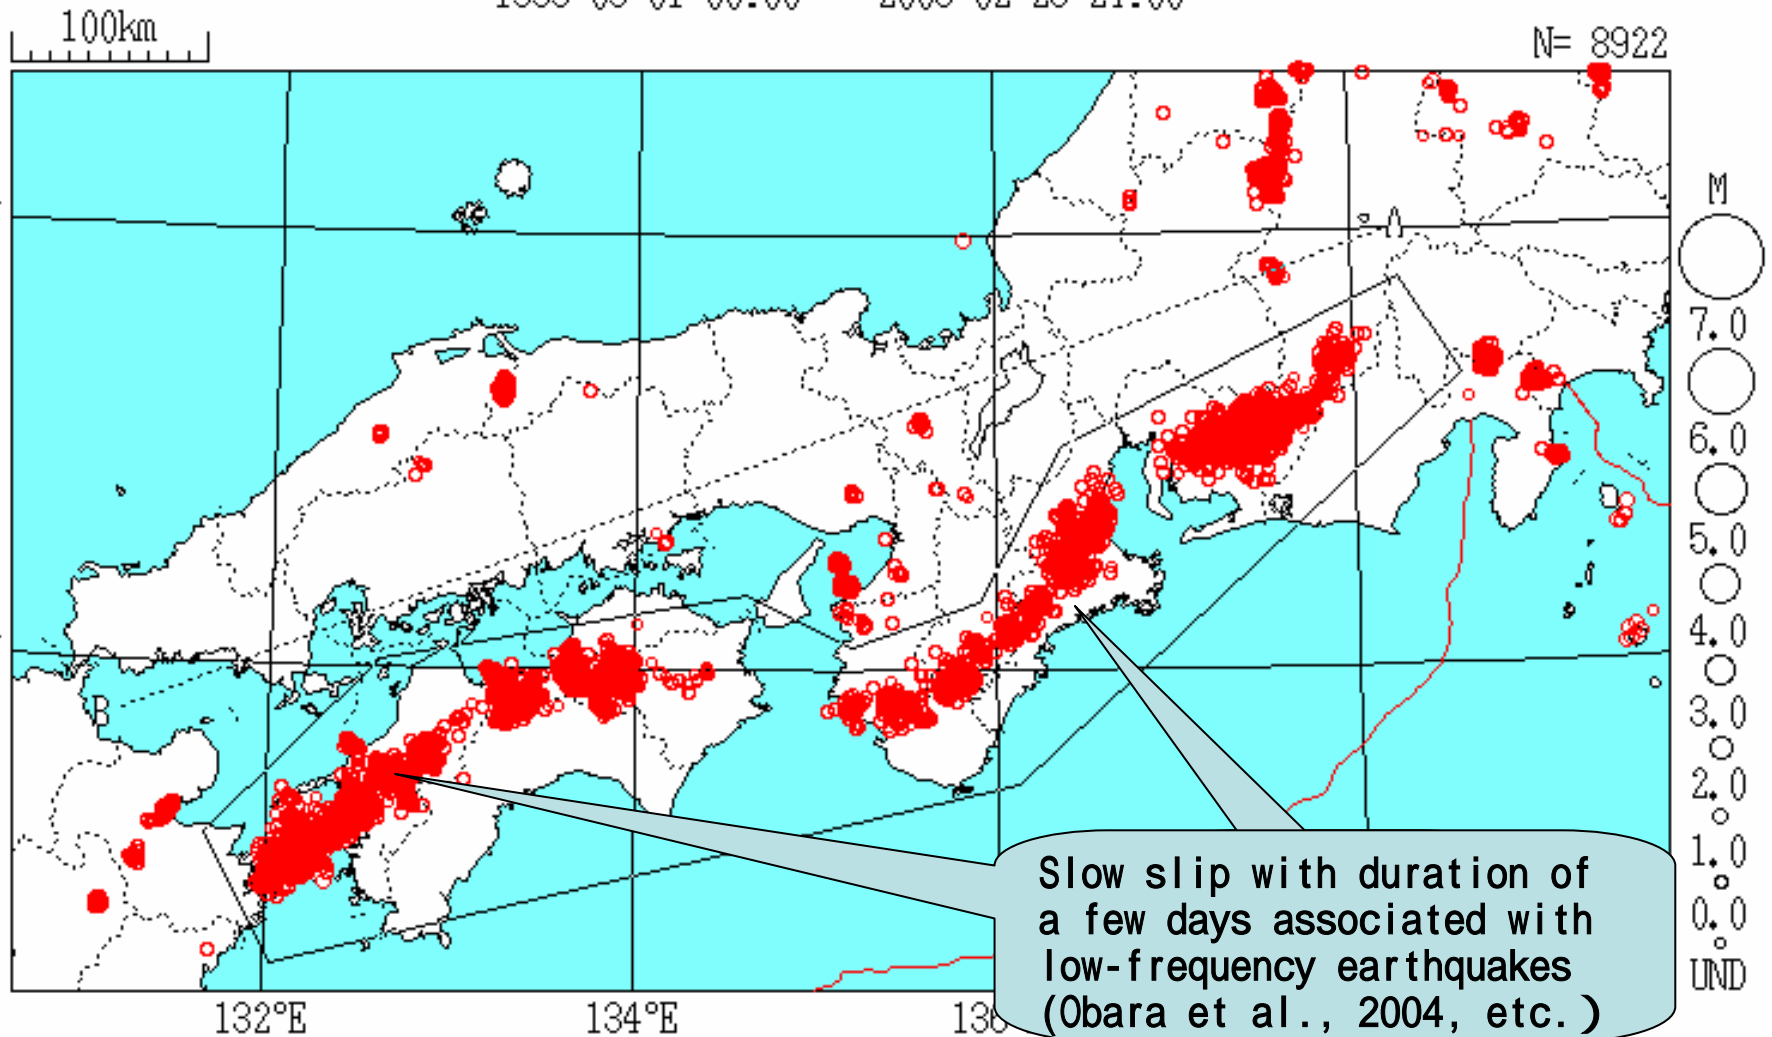 100km
N= 8922
M
A
7.0
6.0
5.0
4.0
B
3.0
2.0
1.0
0.0
UND
Slow slip with duration of
a few days associated with
low-frequency earthquakes
(Obara et al., 2004, etc.)
132°E
134°E
136